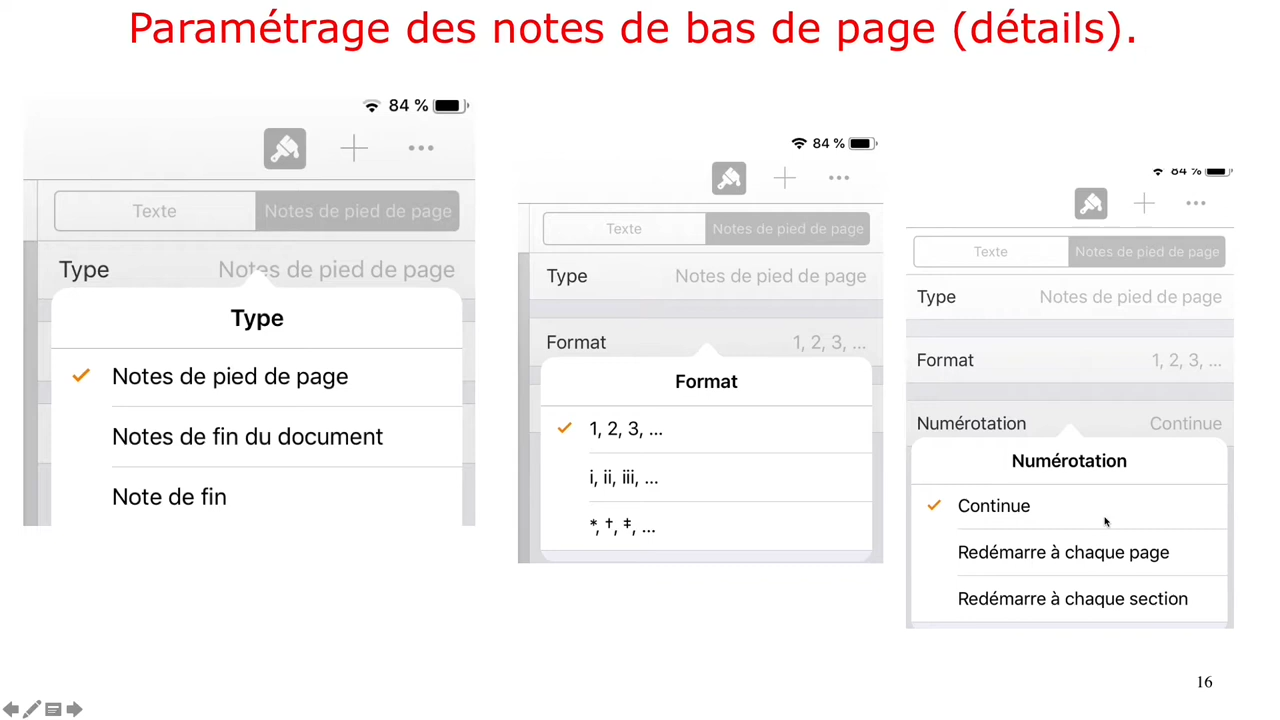 Paramétrage des notes de bas de page (détails).
84 %
Texte
Notes de pied de page
Type
Notes de pied de page
Type
Notes de pied de page
Notes de fin du document
Note de fin
84 %
Texte
Notes de pied de page
Type
Notes de pied de page
Format
1, 2, 3, ...
Format
1, 2, 3, ...
i, ii, iii, ...
*, †, ‡, ...
84 %
Texte
Notes de pied de page
Type
Notes de pied de page
Format
1, 2, 3, ...
Numérotation
Continue
Numérotation
Continue
Redémarre à chaque page
Redémarre à chaque section
16